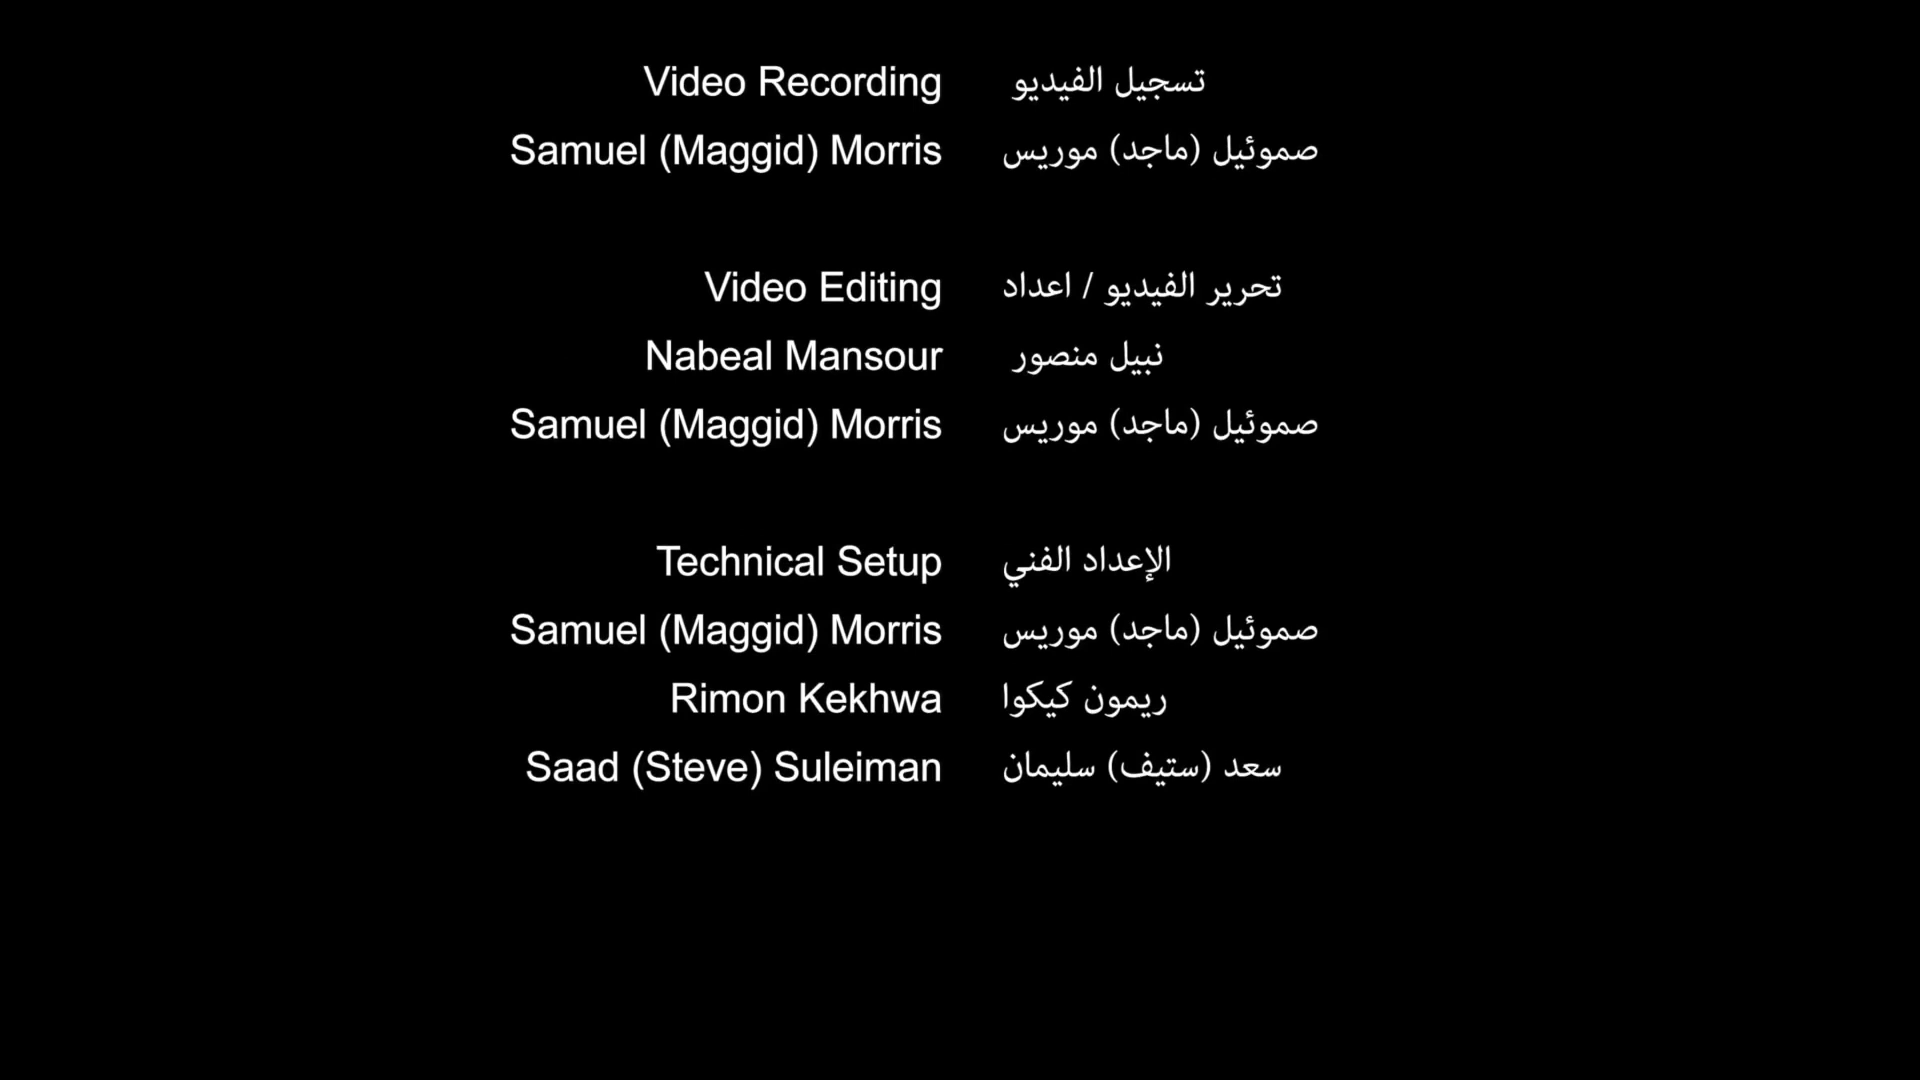 Video Recording تسجيل الفيديو
Samuel (Maggid) Morris صموئيل (ماجد) موريس
Video Editing تحرير الفيديو / اعداد
Nabeal Mansour نبيل منصور
Samuel (Maggid) Morris صموئيل (ماجد) موريس
Technical Setup الإعداد الفني
Samuel (Maggid) Morris صموئيل (ماجد) موريس
Rimon Kekhwa ريمون كيكوا
Saad (Steve) Suleiman سعد (ستيف) سليمان